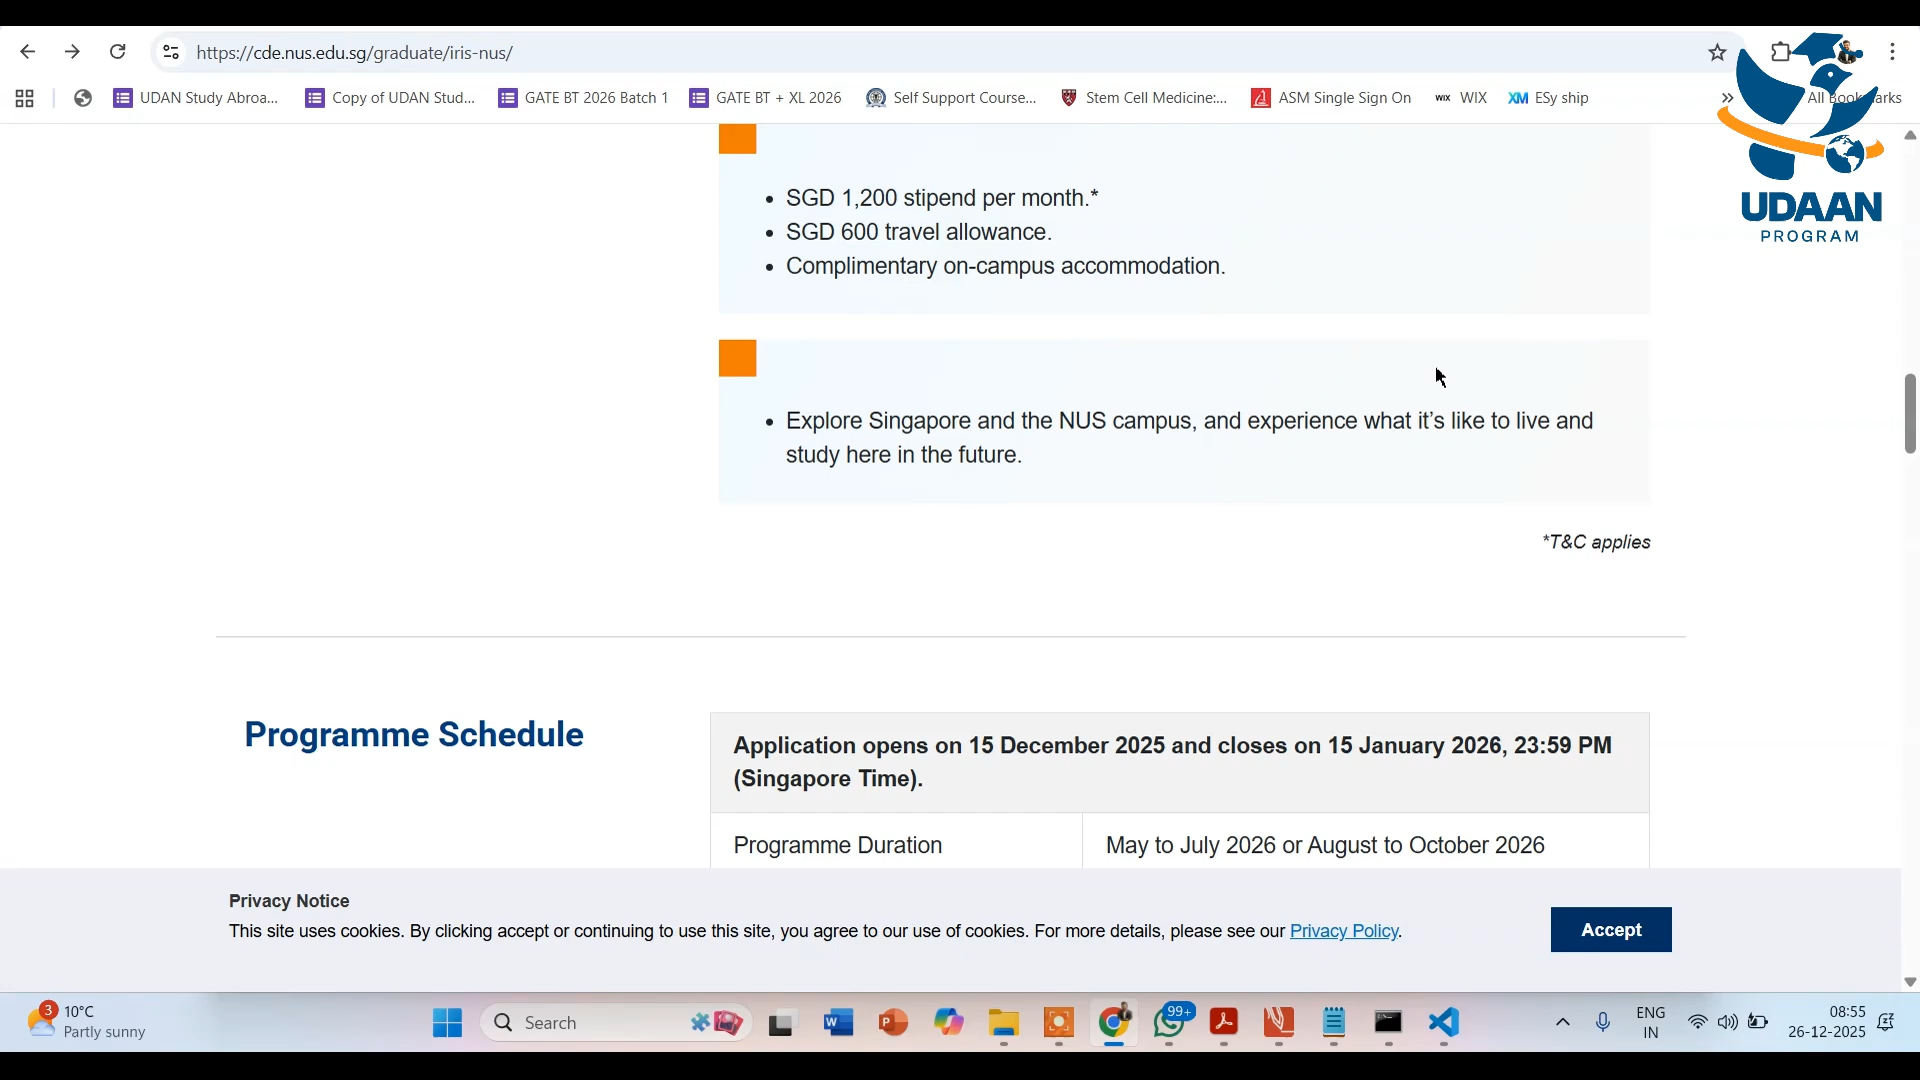 https://cde.nus.edu.sg/graduate/iris-nus/
UDAN Study Abroa...
Copy of UDAN Stud...
GATE BT 2026 Batch 1
GATE BT + XL 2026
Self Support Course...
Stem Cell Medicine:...
ASM Single Sign On
WIX WIX
XM ESy ship
»
All Bookmarks
UDAAN
PROGRAM
• SGD 1,200 stipend per month.*
• SGD 600 travel allowance.
• Complimentary on-campus accommodation.
• Explore Singapore and the NUS campus, and experience what it’s like to live and
study here in the future.
*T&C applies
Programme Schedule
Application opens on 15 December 2025 and closes on 15 January 2026, 23:59 PM
(Singapore Time).
Programme Duration
May to July 2026 or August to October 2026
Privacy Notice
This site uses cookies. By clicking accept or continuing to use this site, you agree to our use of cookies. For more details, please see our Privacy Policy.
Accept
3
10°C
Partly sunny
Search
W
P
99+
ENG
IN
08:55
26-12-2025